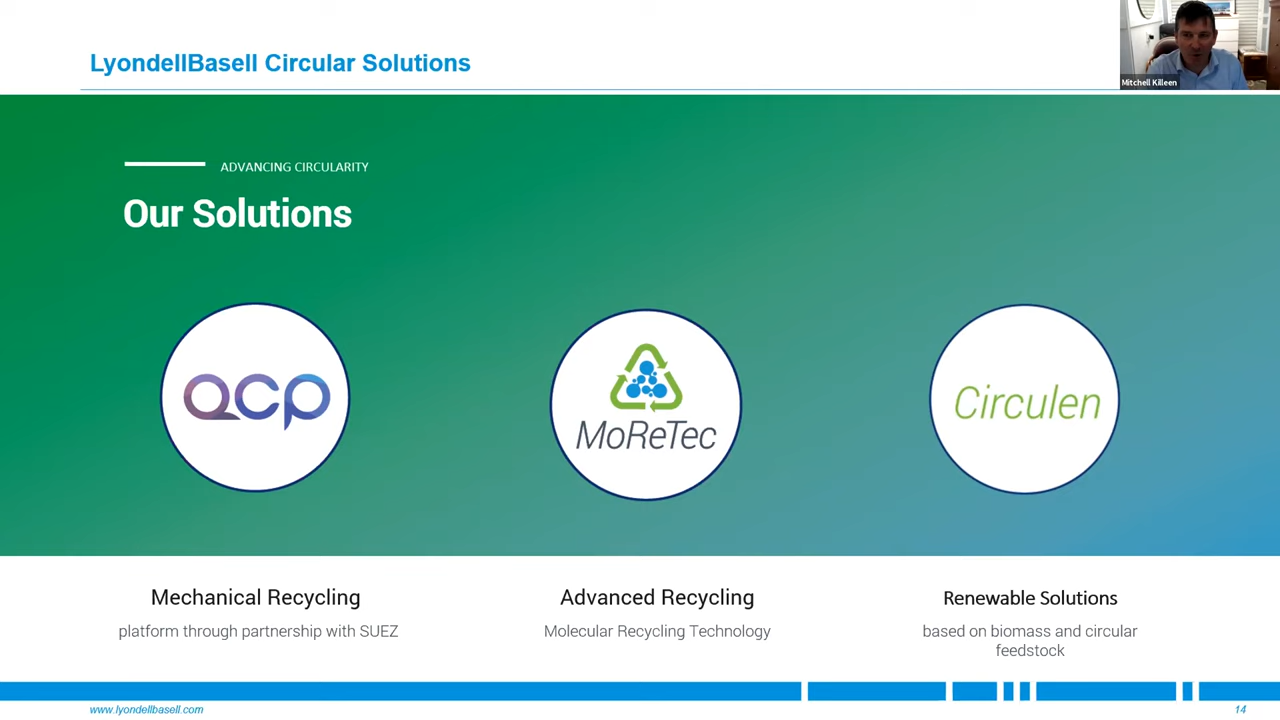 LyondellBasell Circular Solutions
Mitchell Killeen
ADVANCING CIRCULARITY
Our Solutions
QCP
MoReTec
Circulen
Mechanical Recycling
platform through partnership with SUEZ
Advanced Recycling
Molecular Recycling Technology
Renewable Solutions
based on biomass and circular
feedstock
www.lyondellbasell.com
14